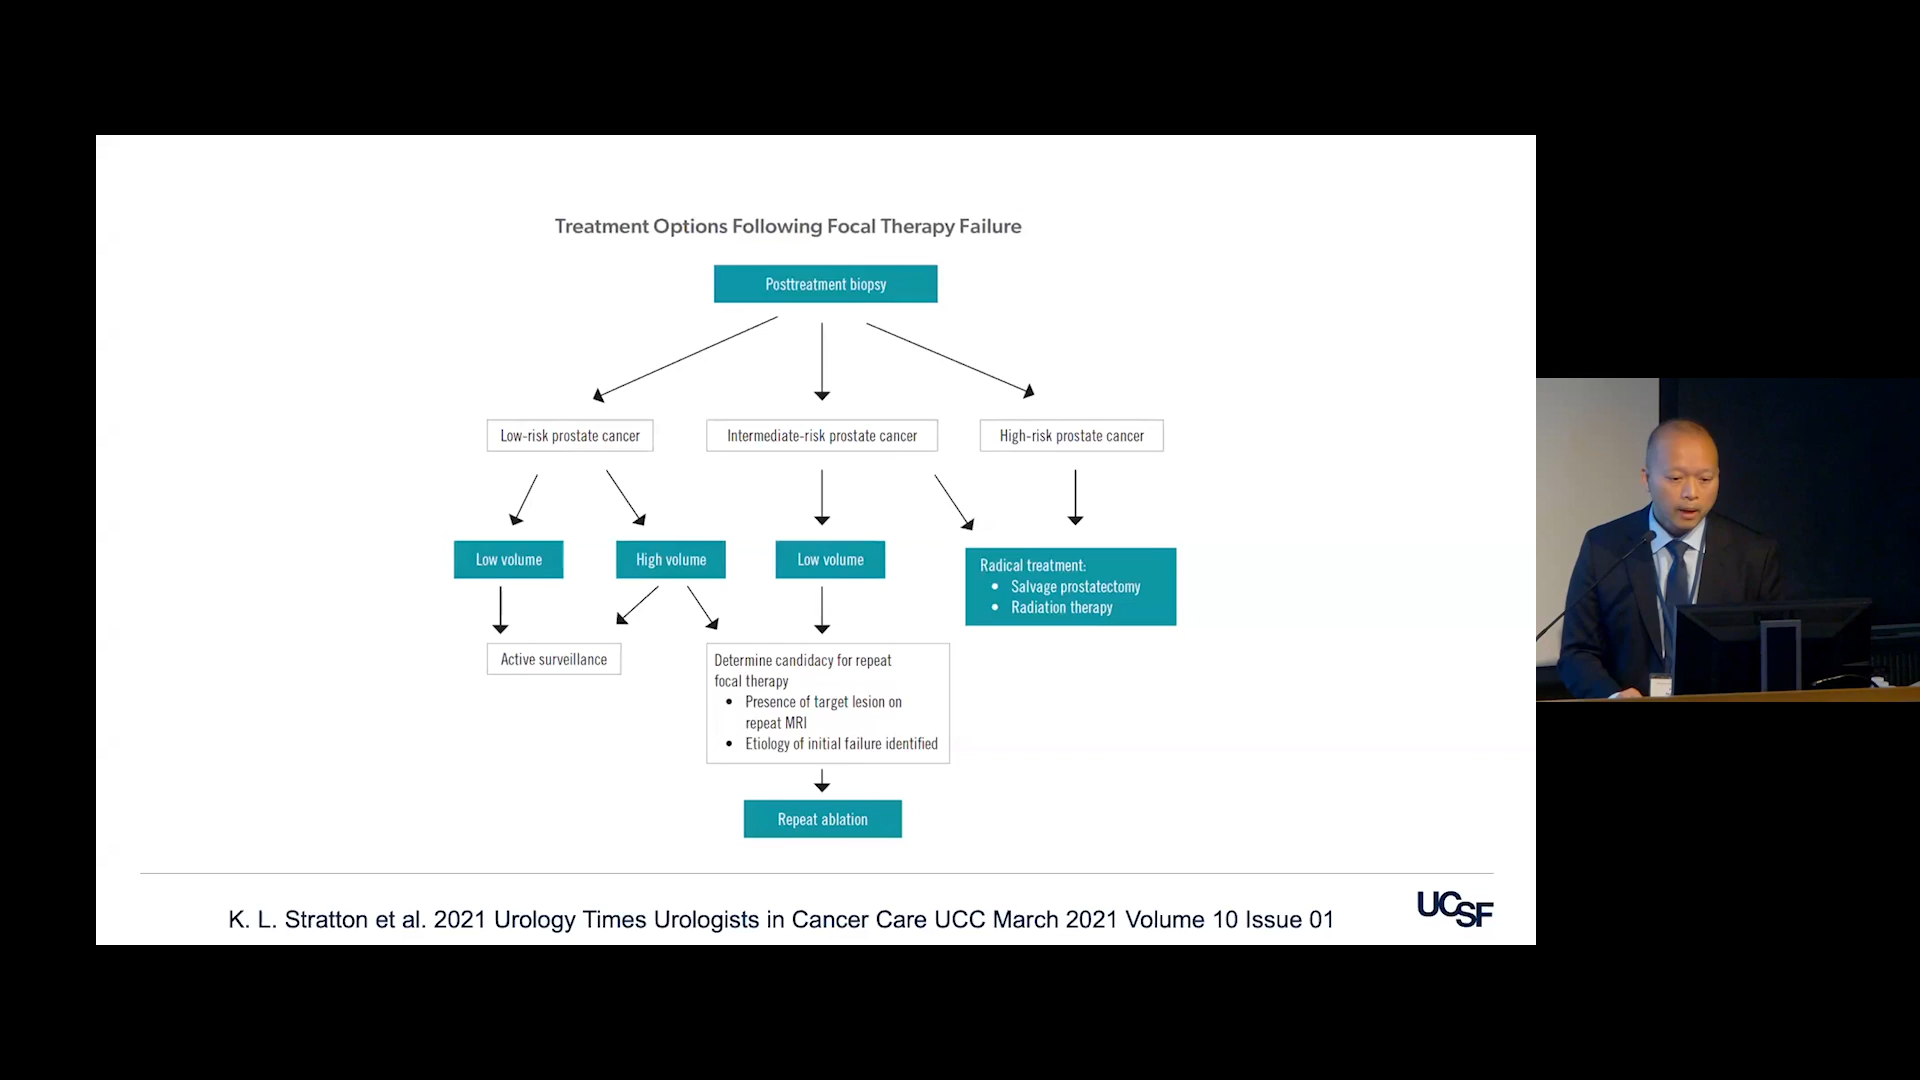 Treatment Options Following Focal Therapy Failure
Posttreatment biopsy
Low-risk prostate cancer
Intermediate-risk prostate cancer
High-risk prostate cancer
Low volume
High volume
Low volume
Radical treatment:
• Salvage prostatectomy
• Radiation therapy
Active surveillance
Determine candidacy for repeat
focal therapy
• Presence of target lesion on
repeat MRI
• Etiology of initial failure identified
Repeat ablation
K. L. Stratton et al. 2021 Urology Times Urologists in Cancer Care UCC March 2021 Volume 10 Issue 01
UCSF